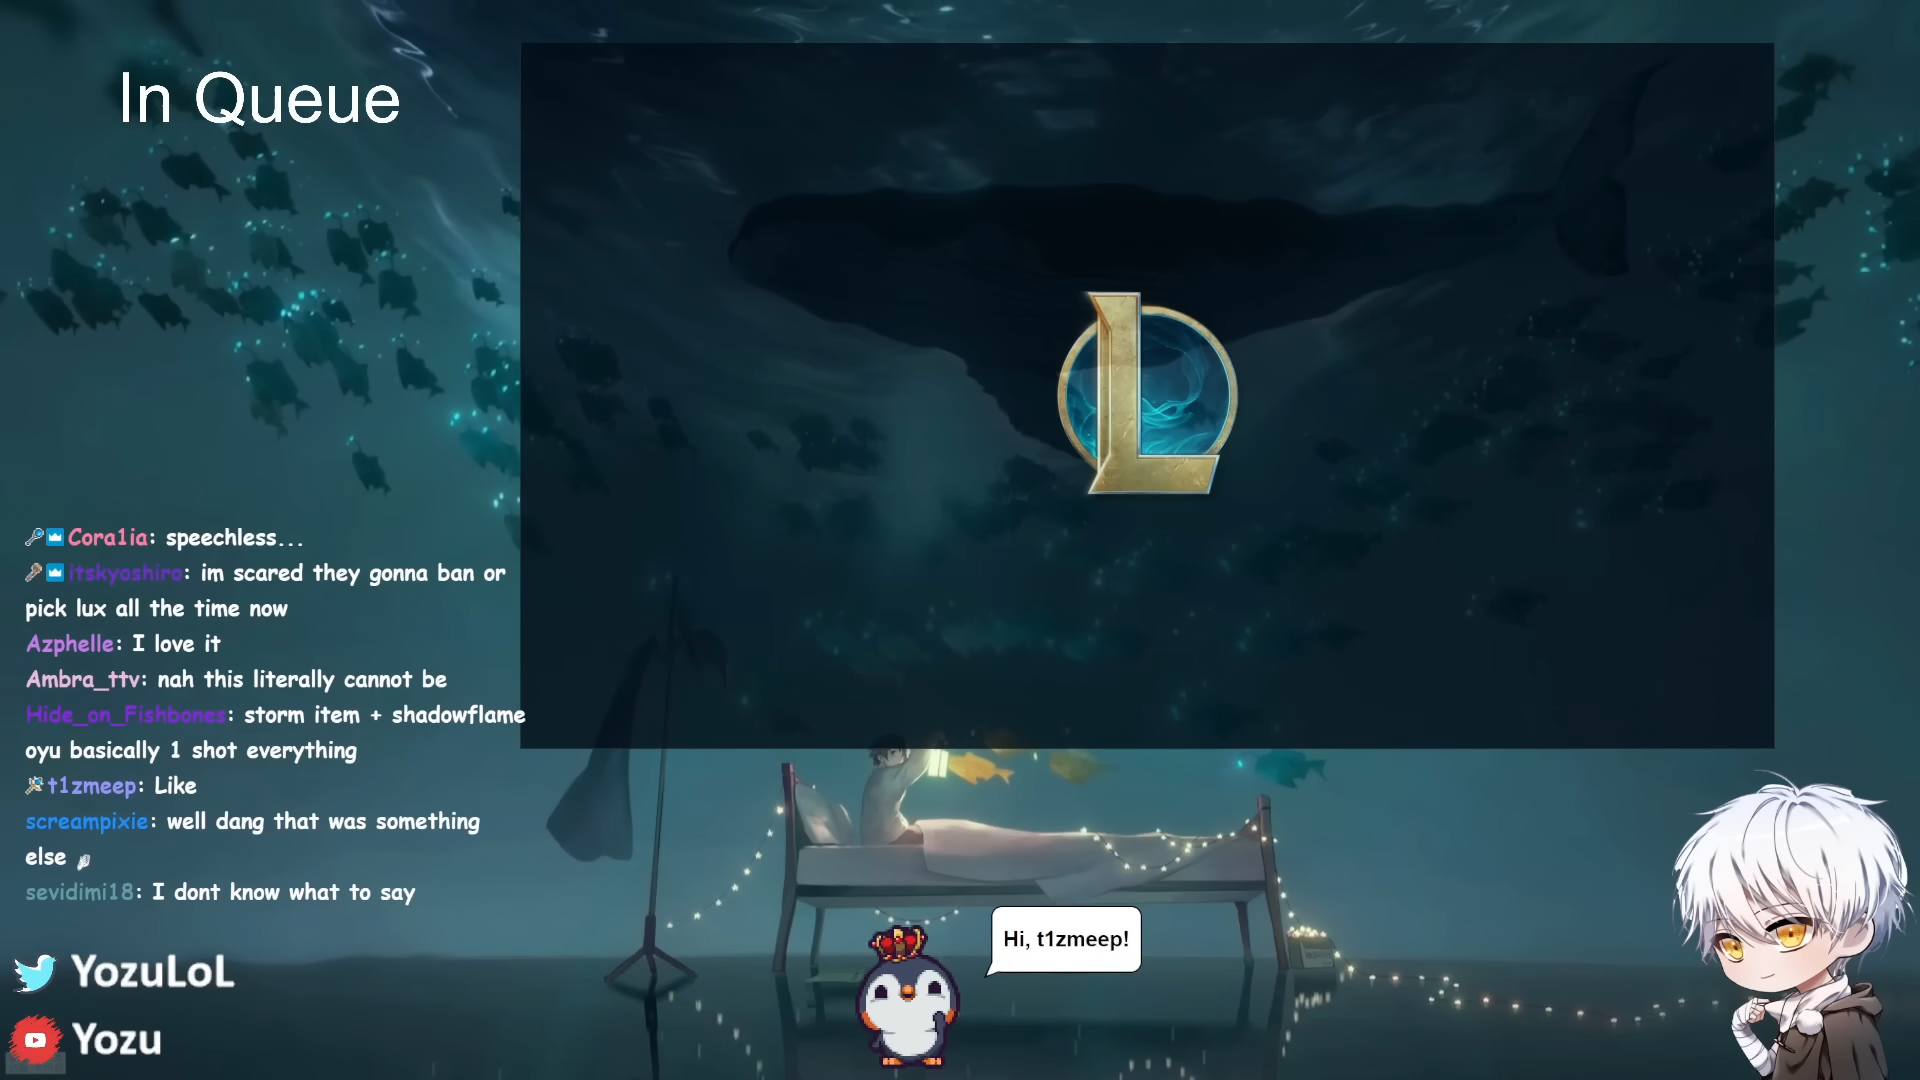 In Queue
L
Cora1ia: speechless...
itskyoshiro: im scared they gonna ban or
pick lux all the time now
Azphelle: I love it
Ambra_ttv: nah this literally cannot be
Hide_on_Fishbones: storm item + shadowflame
oyu basically 1 shot everything
t1zmeep: Like
screampixie: well dang that was something
else
sevidimi18: I dont know what to say
Hi, t1zmeep!
YozuLoL
Yozu